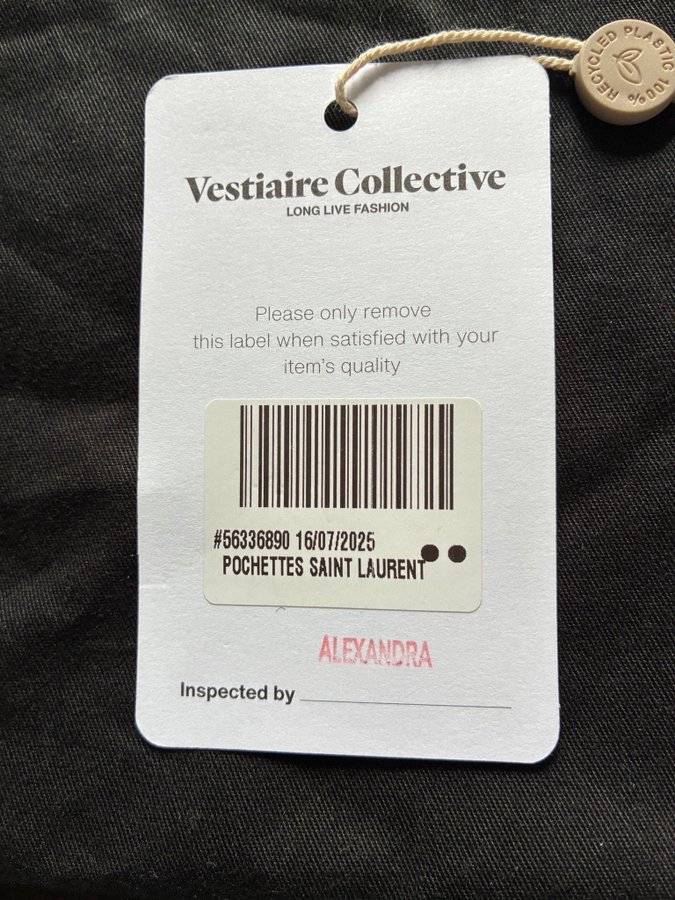 RECYCLED PLASTIC 100%
Vestiaire Collective
LONG LIVE FASHION
Please only remove
this label when satisfied with your
item's quality
#56336890 16/07/2025
POCHETTES SAINT LAURENT
ALEXANDRA
Inspected by